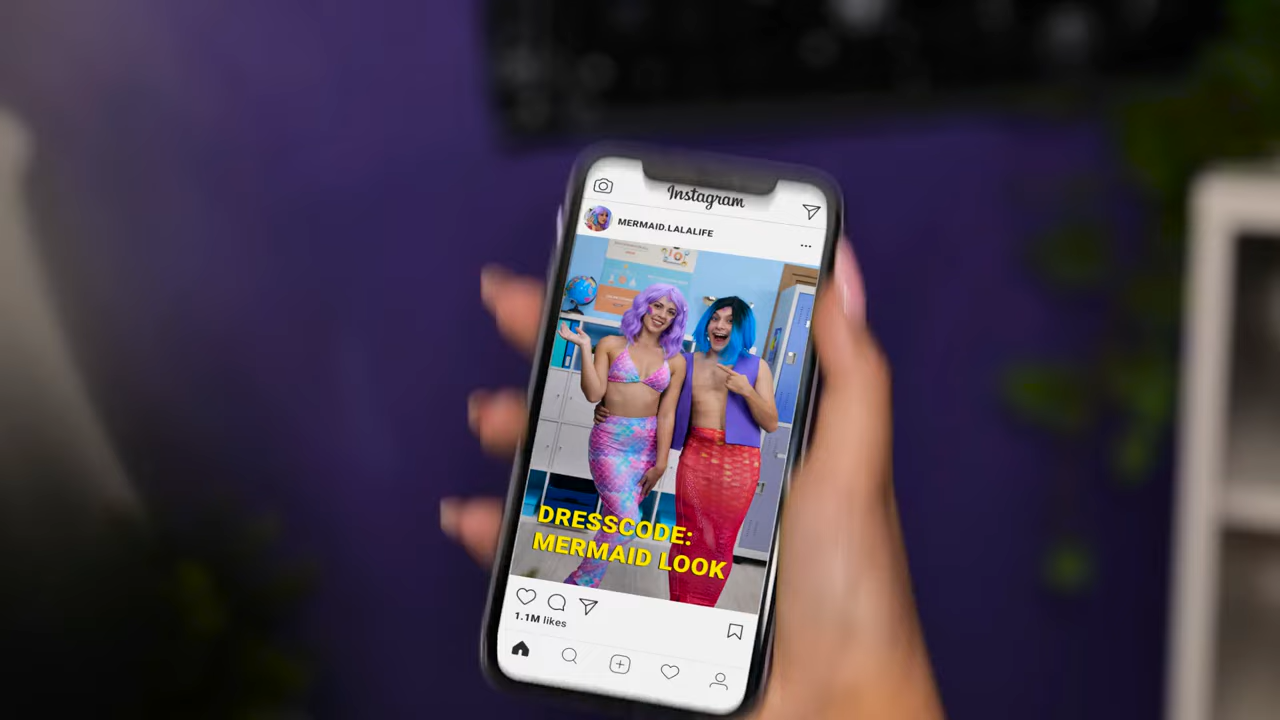 Instagram
MERMAID.LALALIFE
DRESSCODE:
MERMAID LOOK
1.1M likes